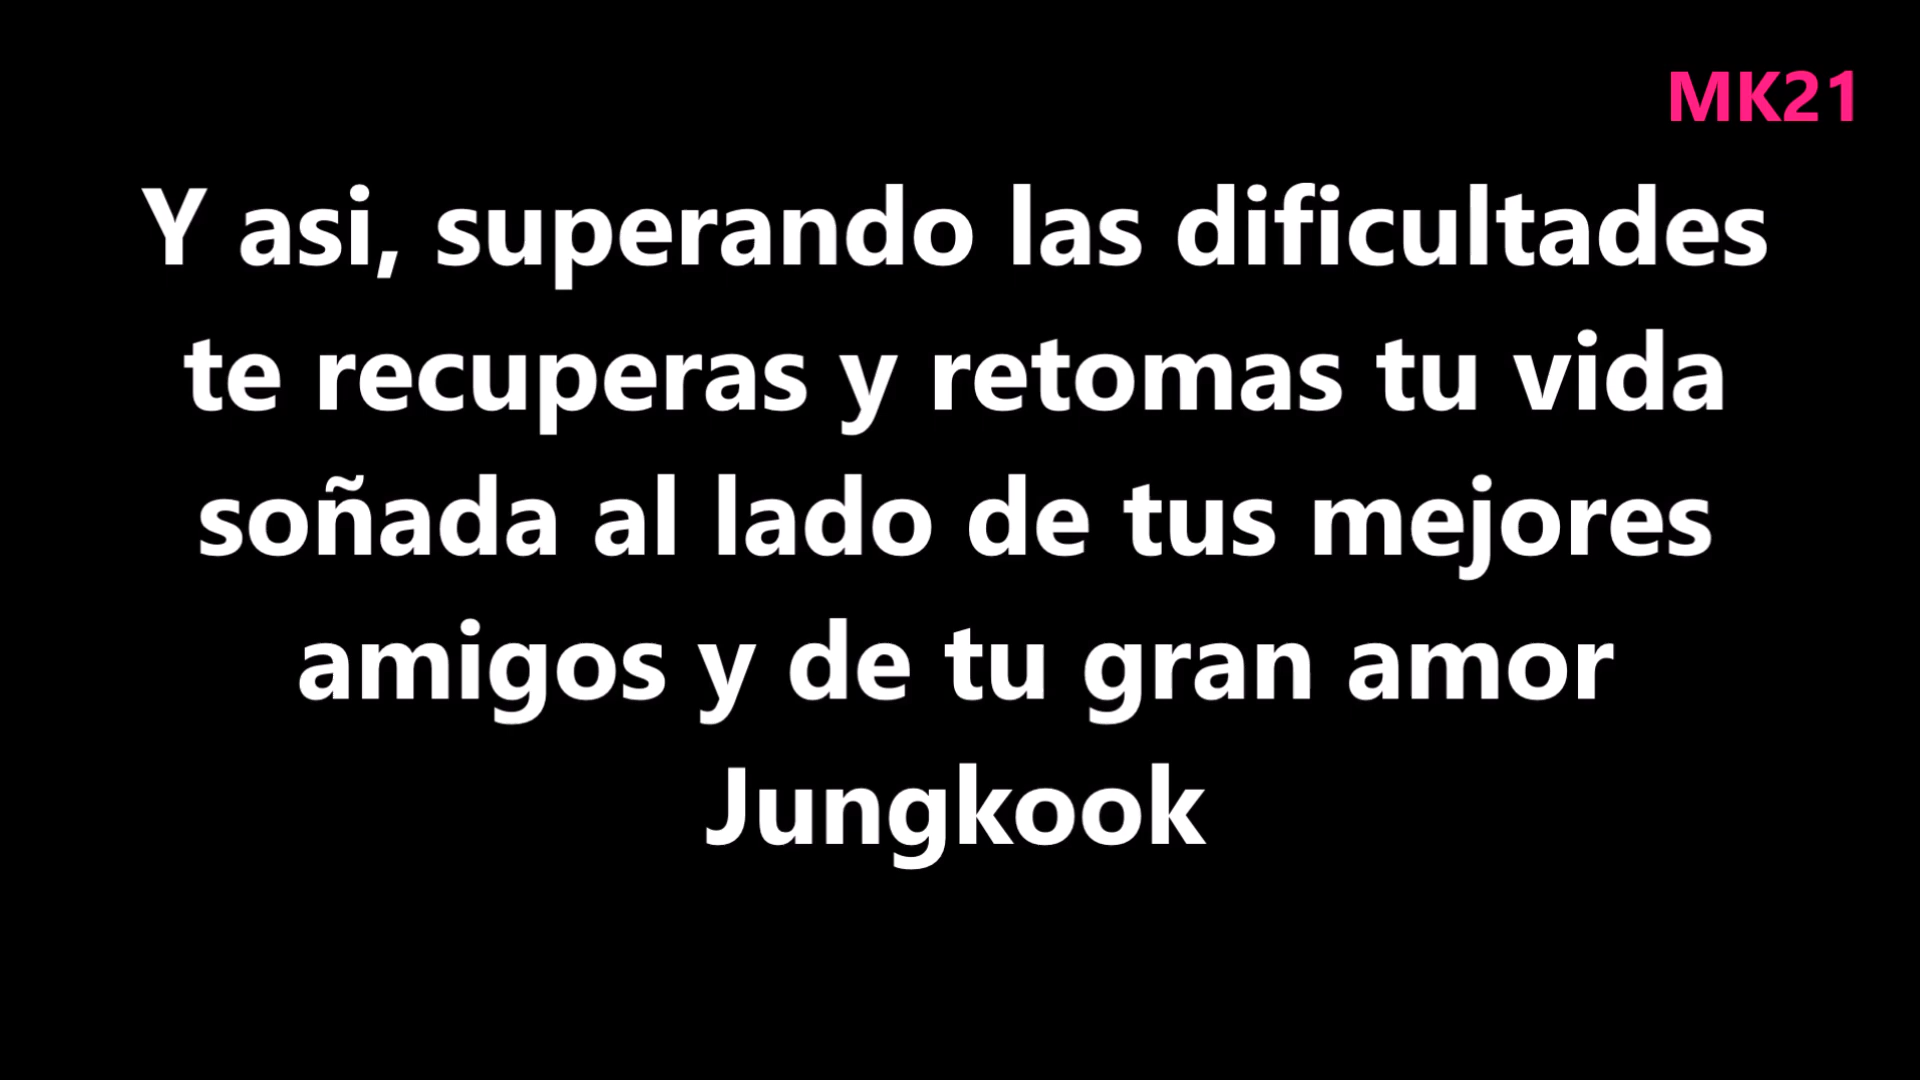 MK21
Y asi, superando las dificultades
te recuperas y retomas tu vida
soñada al lado de tus mejores
amigos y de tu gran amor
Jungkook